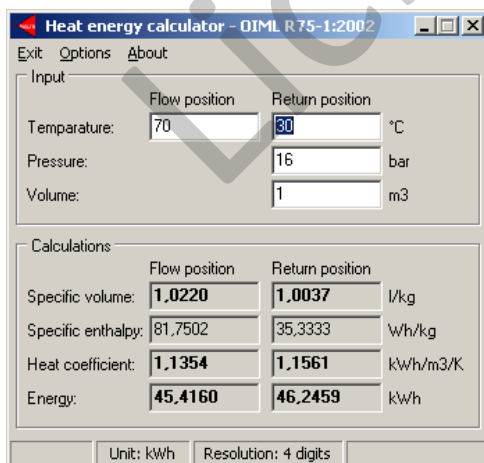 Heat energy calculator - OIML R75-1:2002
Exit Options About
Input
Flow position Return position
Temparature: 70 30 °C
Pressure: 16 bar
Volume: 1 m3
Calculations
Flow position Return position
Specific volume: 1,0220 1,0037 l/kg
Specific enthalpy: 81,7502 35,3333 Wh/kg
Heat coefficient: 1,1354 1,1561 kWh/m3/K
Energy: 45,4160 46,2459 kWh
Unit: kWh Resolution: 4 digits